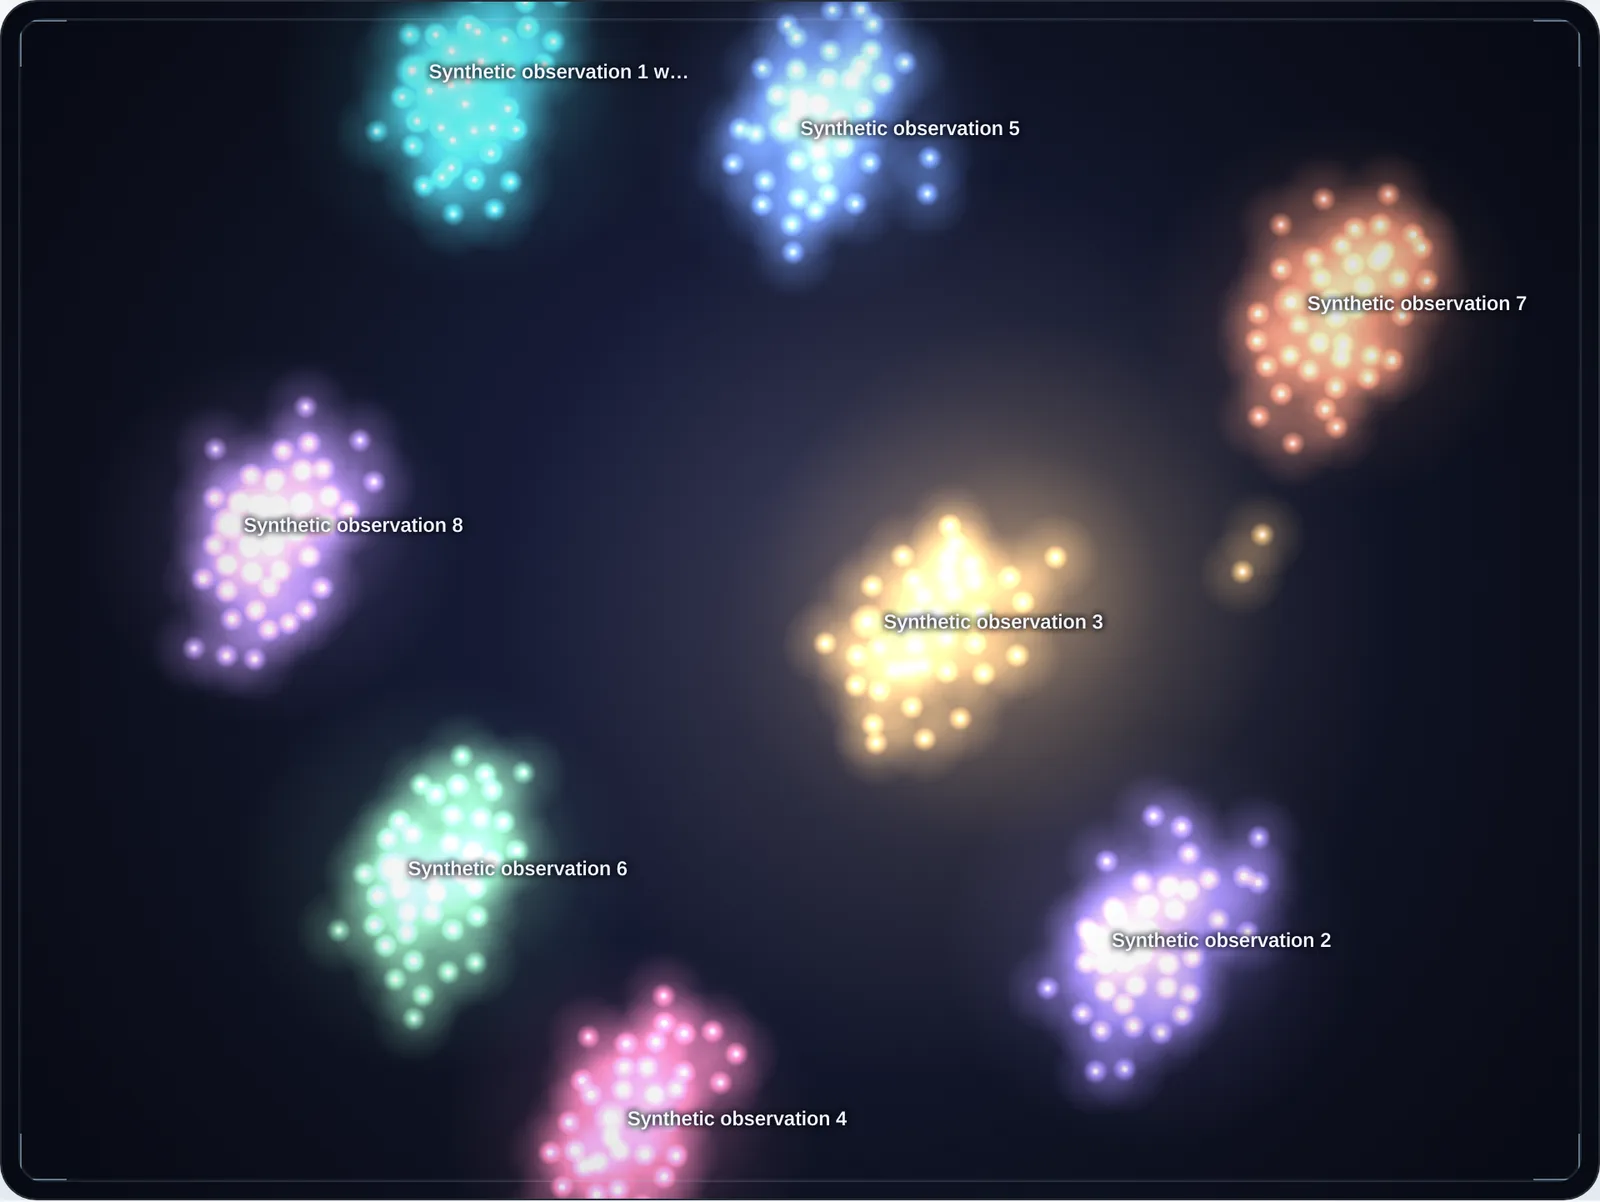 Synthetic observation 1 w…
Synthetic observation 5
Synthetic observation 7
Synthetic observation 8
Synthetic observation 3
Synthetic observation 6
Synthetic observation 2
Synthetic observation 4